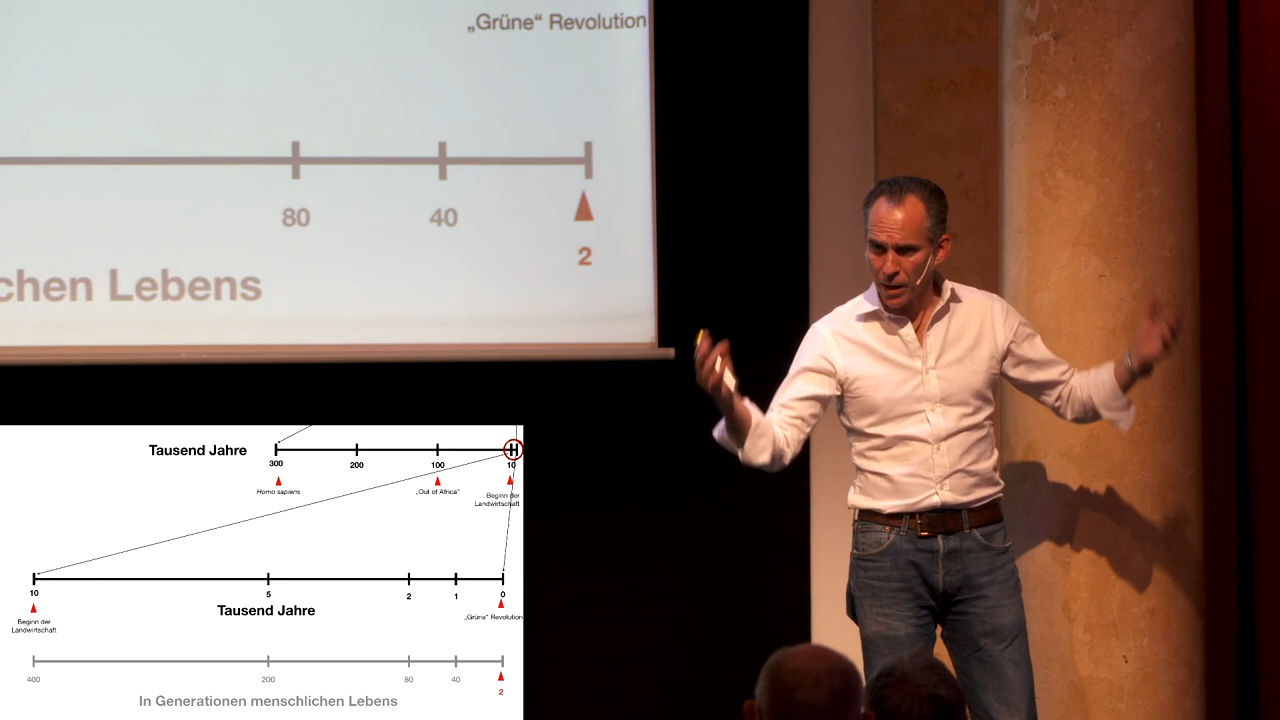 „Grüne“ Revolution
80 40
2
chen Lebens
Tausend Jahre
300 200 100 10
Homo sapiens „Out of Africa“ Beginn der
Landwirtschaft
10 5 2 1 0
Tausend Jahre
Beginn der
Landwirtschaft
„Grüne“ Revolution
400 200 80 40
2
In Generationen menschlichen Lebens